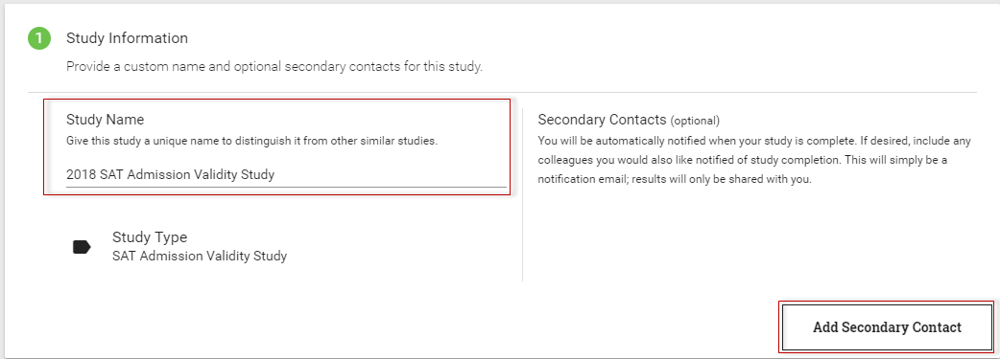 1 Study Information
Provide a custom name and optional secondary contacts for this study.
Study Name
Give this study a unique name to distinguish it from other similar studies.
2018 SAT Admission Validity Study
Study Type
SAT Admission Validity Study
Secondary Contacts (optional)
You will be automatically notified when your study is complete. If desired, include any
colleagues you would also like notified of study completion. This will simply be a
notification email; results will only be shared with you.
Add Secondary Contact